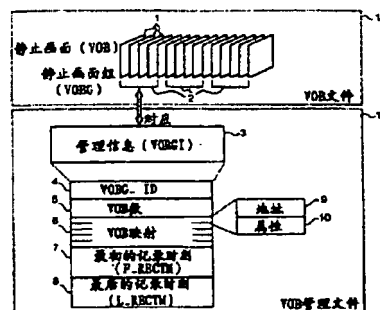 1
静止画面(VOB)
静止画面组
(VOBG)
2
VOB文件
1
对应
管理信息(VOBGI)
3
4
VOBG_ID
5
VOB数
6
VOB映射
9
地址
10
属性
7
最初的记录时刻
(F_RECTM)
8
最后的记录时刻
(L_RECTM)
VOB管理文件
1